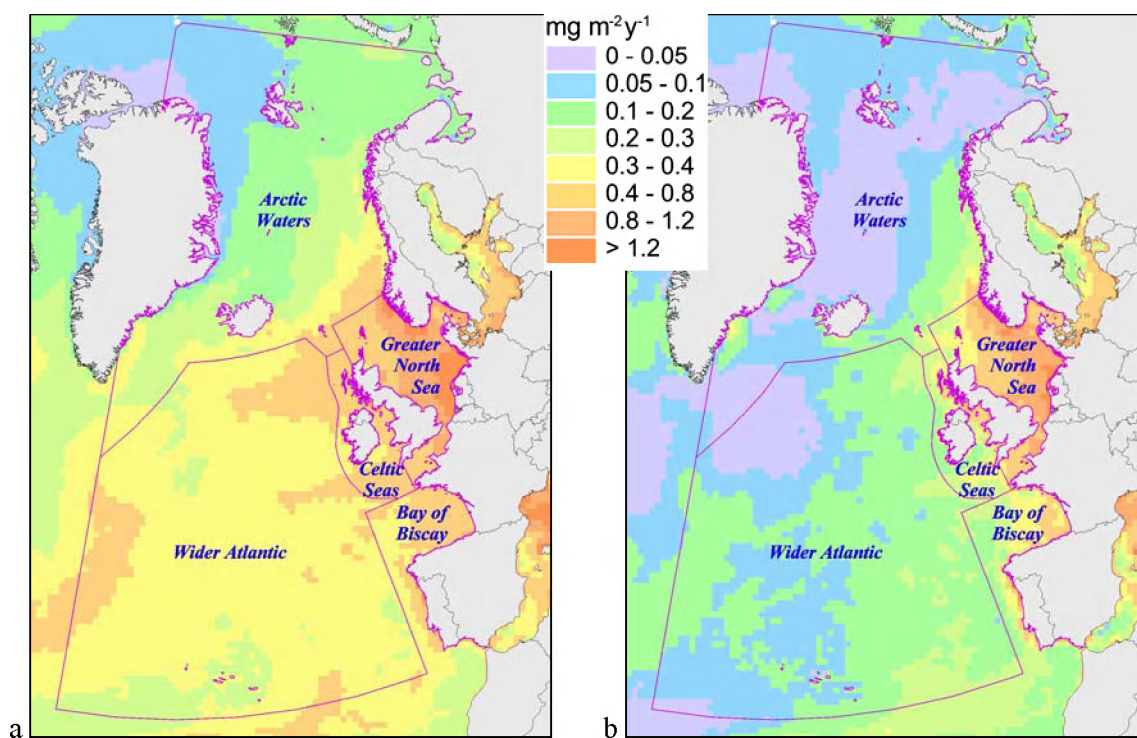 mg m⁻²y⁻¹
0 - 0.05
0.05 - 0.1
0.1 - 0.2
0.2 - 0.3
0.3 - 0.4
0.4 - 0.8
0.8 - 1.2
> 1.2
Arctic
Waters
Greater
North
Sea
Celtic
Seas
Bay of
Biscay
Wider Atlantic
a
Arctic
Waters
Greater
North
Sea
Celtic
Seas
Bay of
Biscay
Wider Atlantic
b